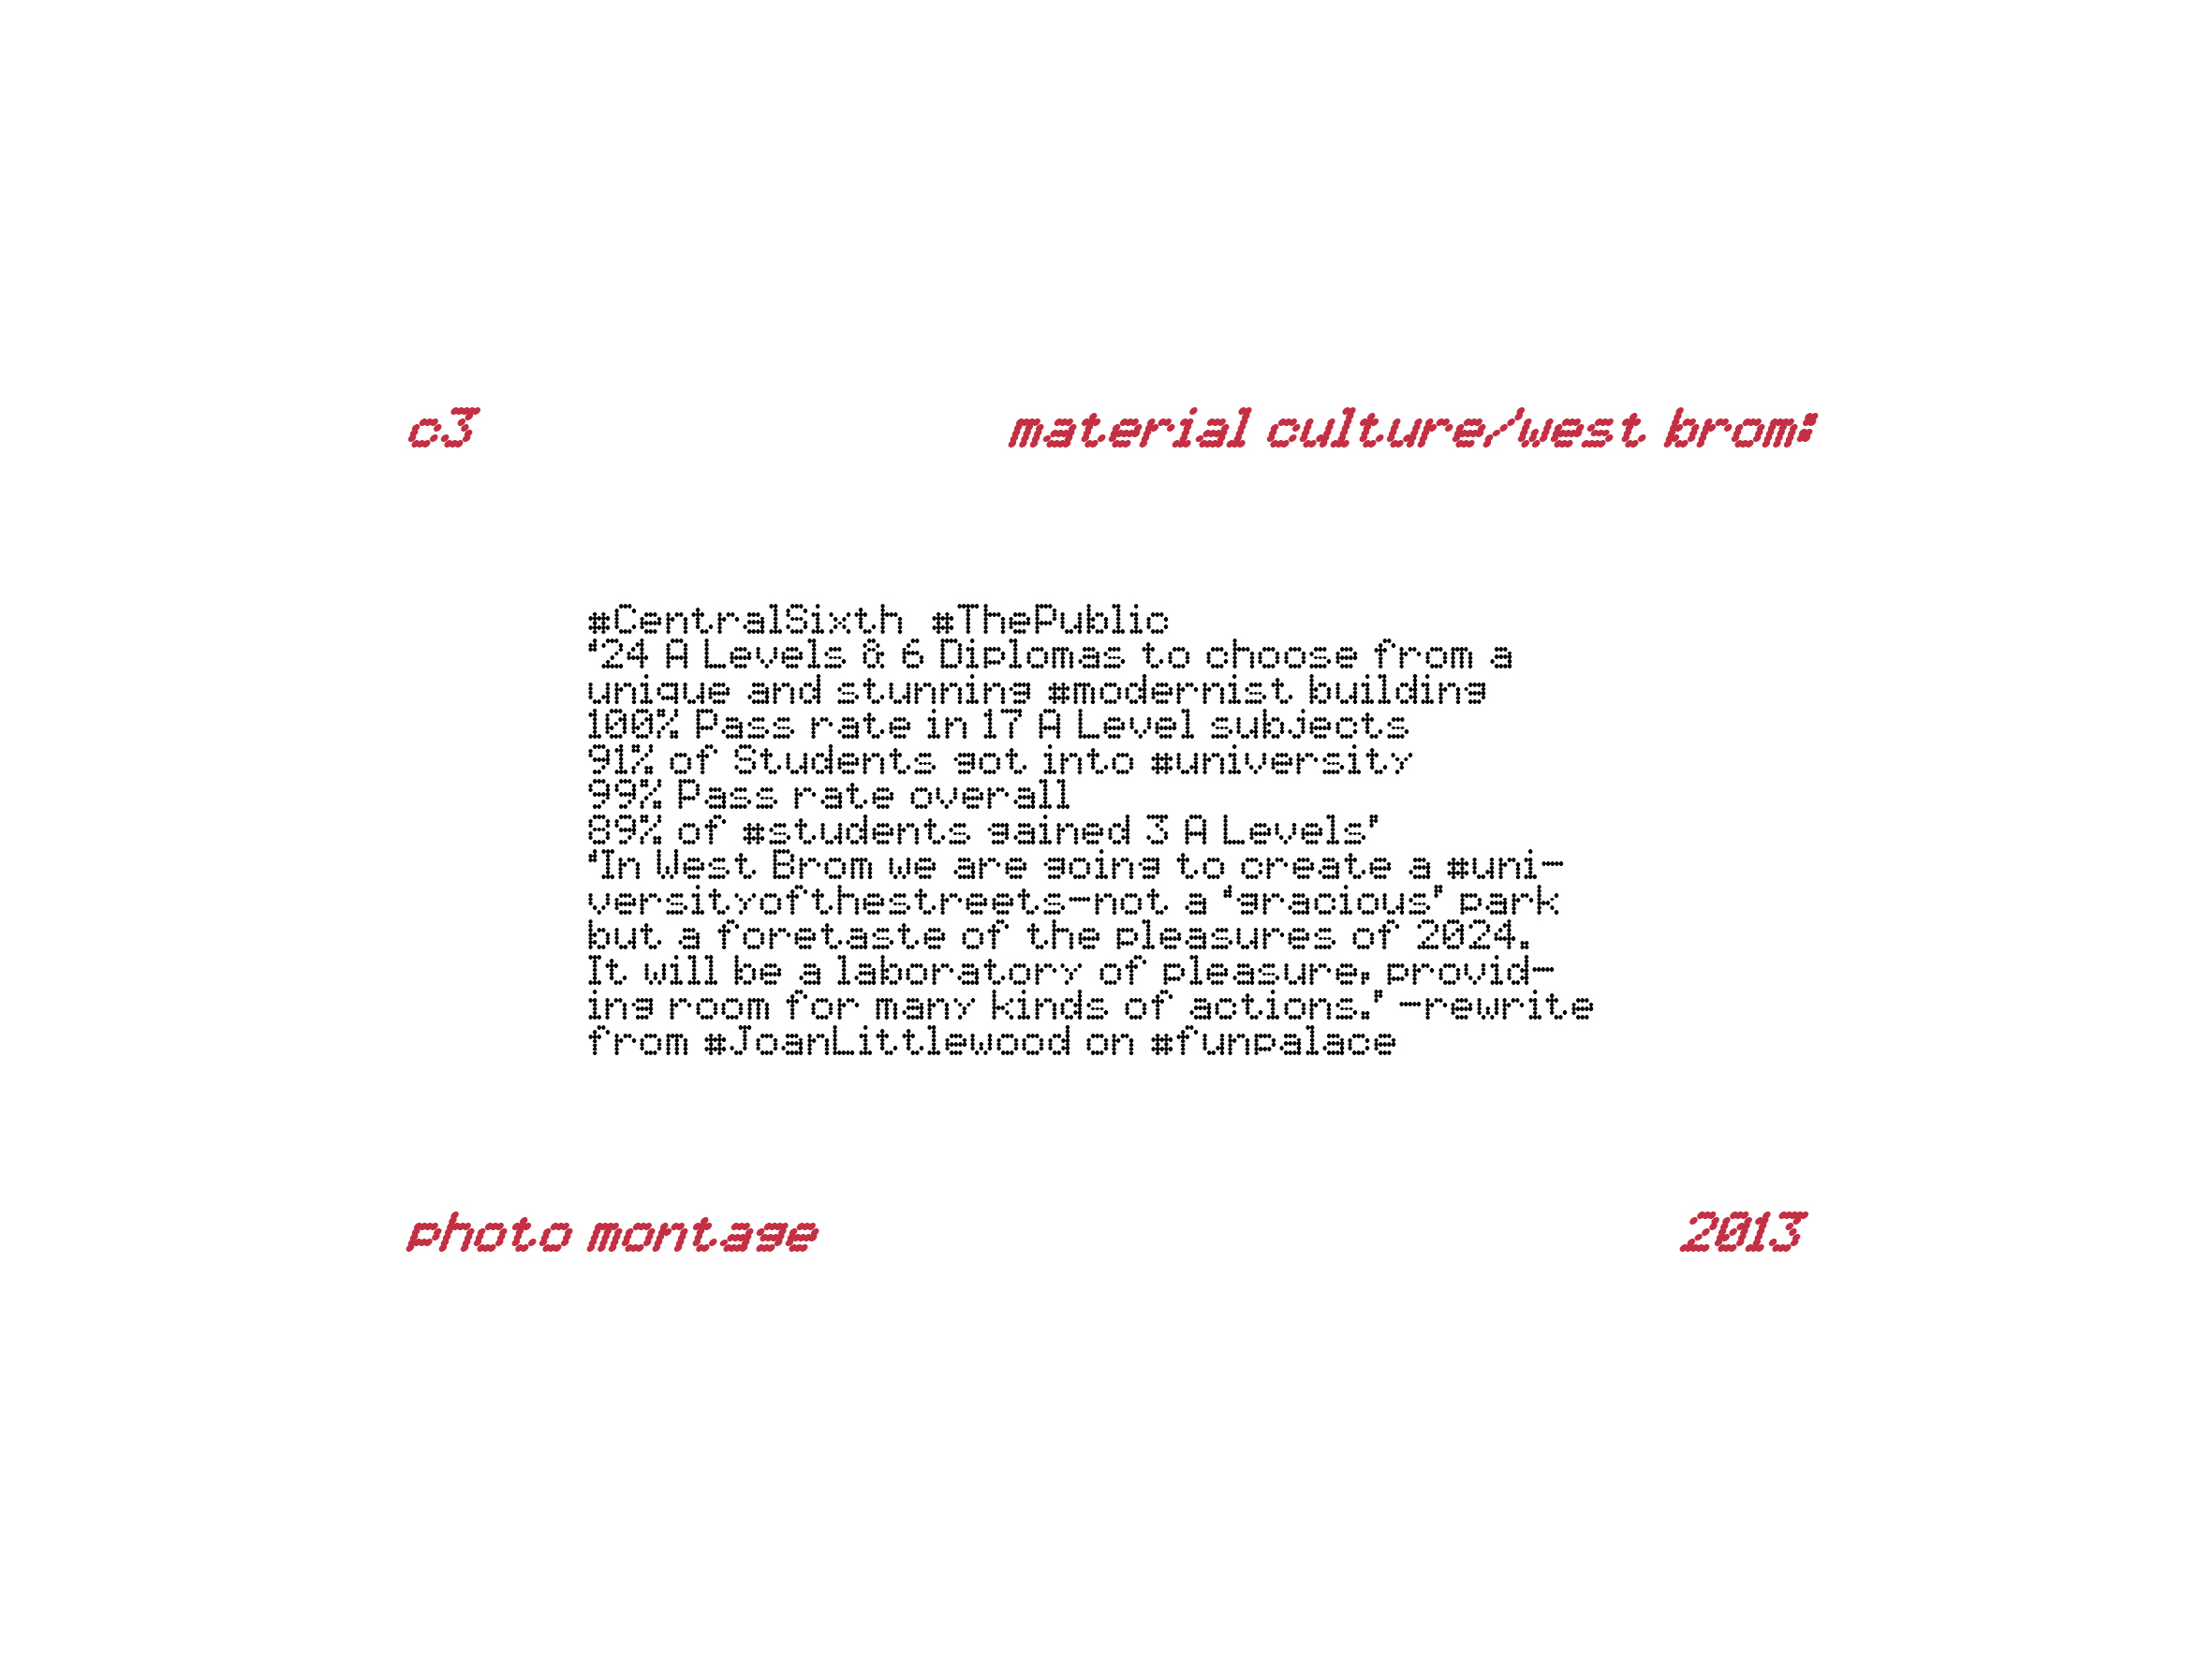 c3 material culture/west brom:
#CentralSixth #ThePublic
‘24 A Levels & 6 Diplomas to choose from a
unique and stunning #modernist building
100% Pass rate in 17 A Level subjects
91% of Students got into #university
99% Pass rate overall
89% of #students gained 3 A Levels’
‘In West Brom we are going to create a #uni-
versityofthestreets-not a ‘gracious’ park
but a foretaste of the pleasures of 2024.
It will be a laboratory of pleasure, provid-
ing room for many kinds of actions.’ -rewrite
from #JoanLittlewood on #funpalace
photo montage 2013